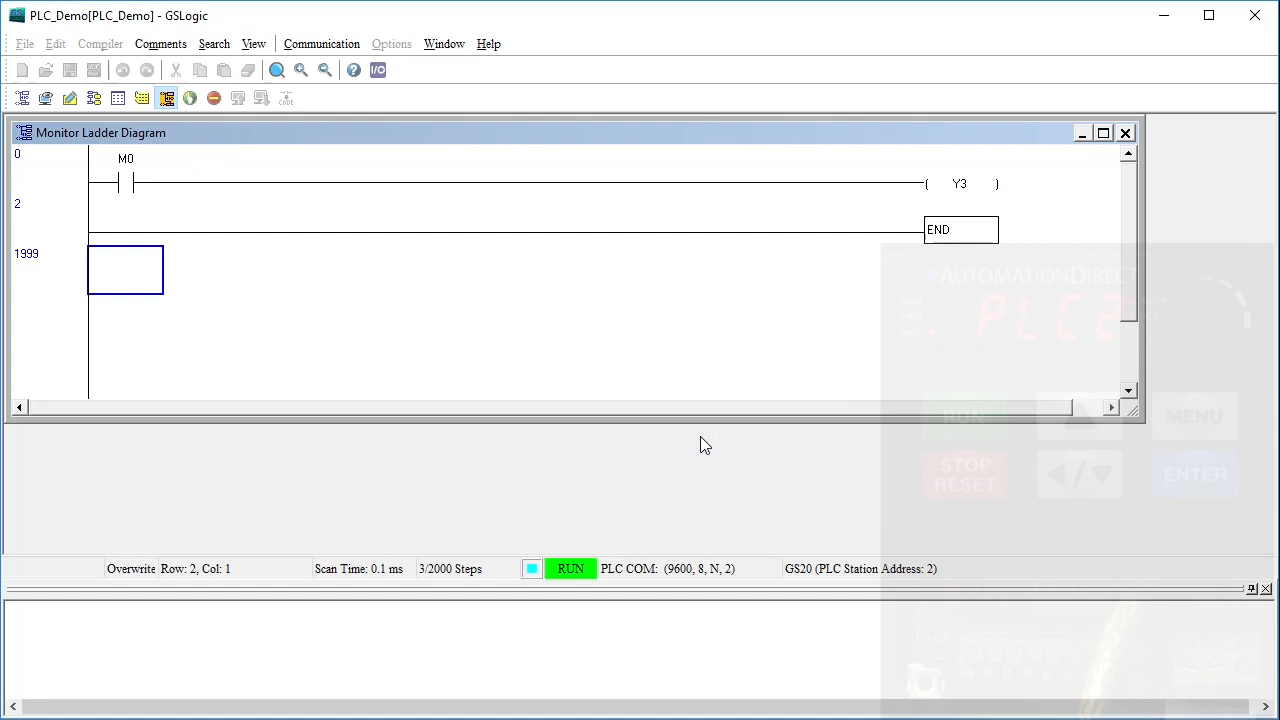 PLC_Demo[PLC_Demo] - GSLogic
File Edit Compiler Comments Search View Communication Options Window Help
I/O
CODE
Monitor Ladder Diagram
0
M0
( Y3 )
2
END
1999
AUTOMATIONDIRECT
PLC2
RUN
MENU
STOP
RESET
ENTER
Overwrite Row: 2, Col: 1 Scan Time: 0.1 ms 3/2000 Steps RUN PLC COM: (9600, 8, N, 2) GS20 (PLC Station Address: 2)